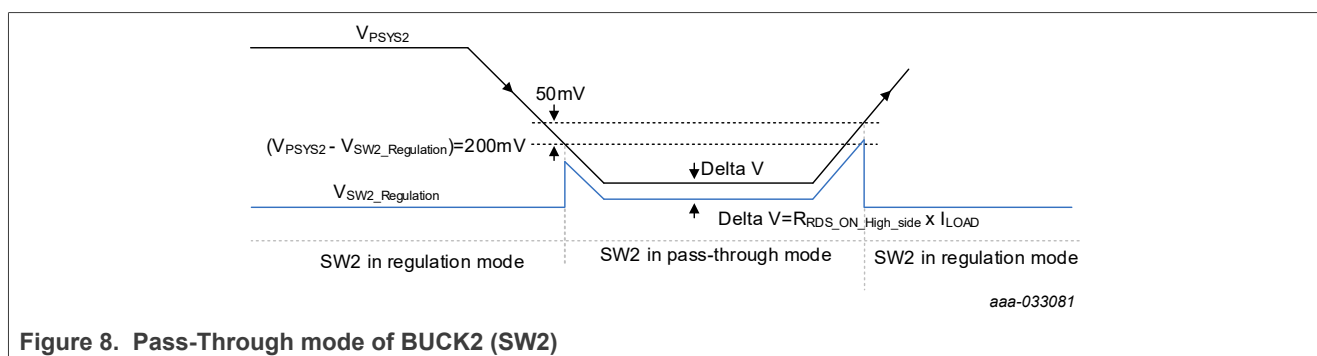 VPSYS2
50mV
(VPSYS2 - VSW2_Regulation)=200mV
Delta V
VSW2_Regulation
Delta V=RRDS_ON_High_side x ILOAD
SW2 in regulation mode
SW2 in pass-through mode
SW2 in regulation mode
aaa-033081
Figure 8. Pass-Through mode of BUCK2 (SW2)